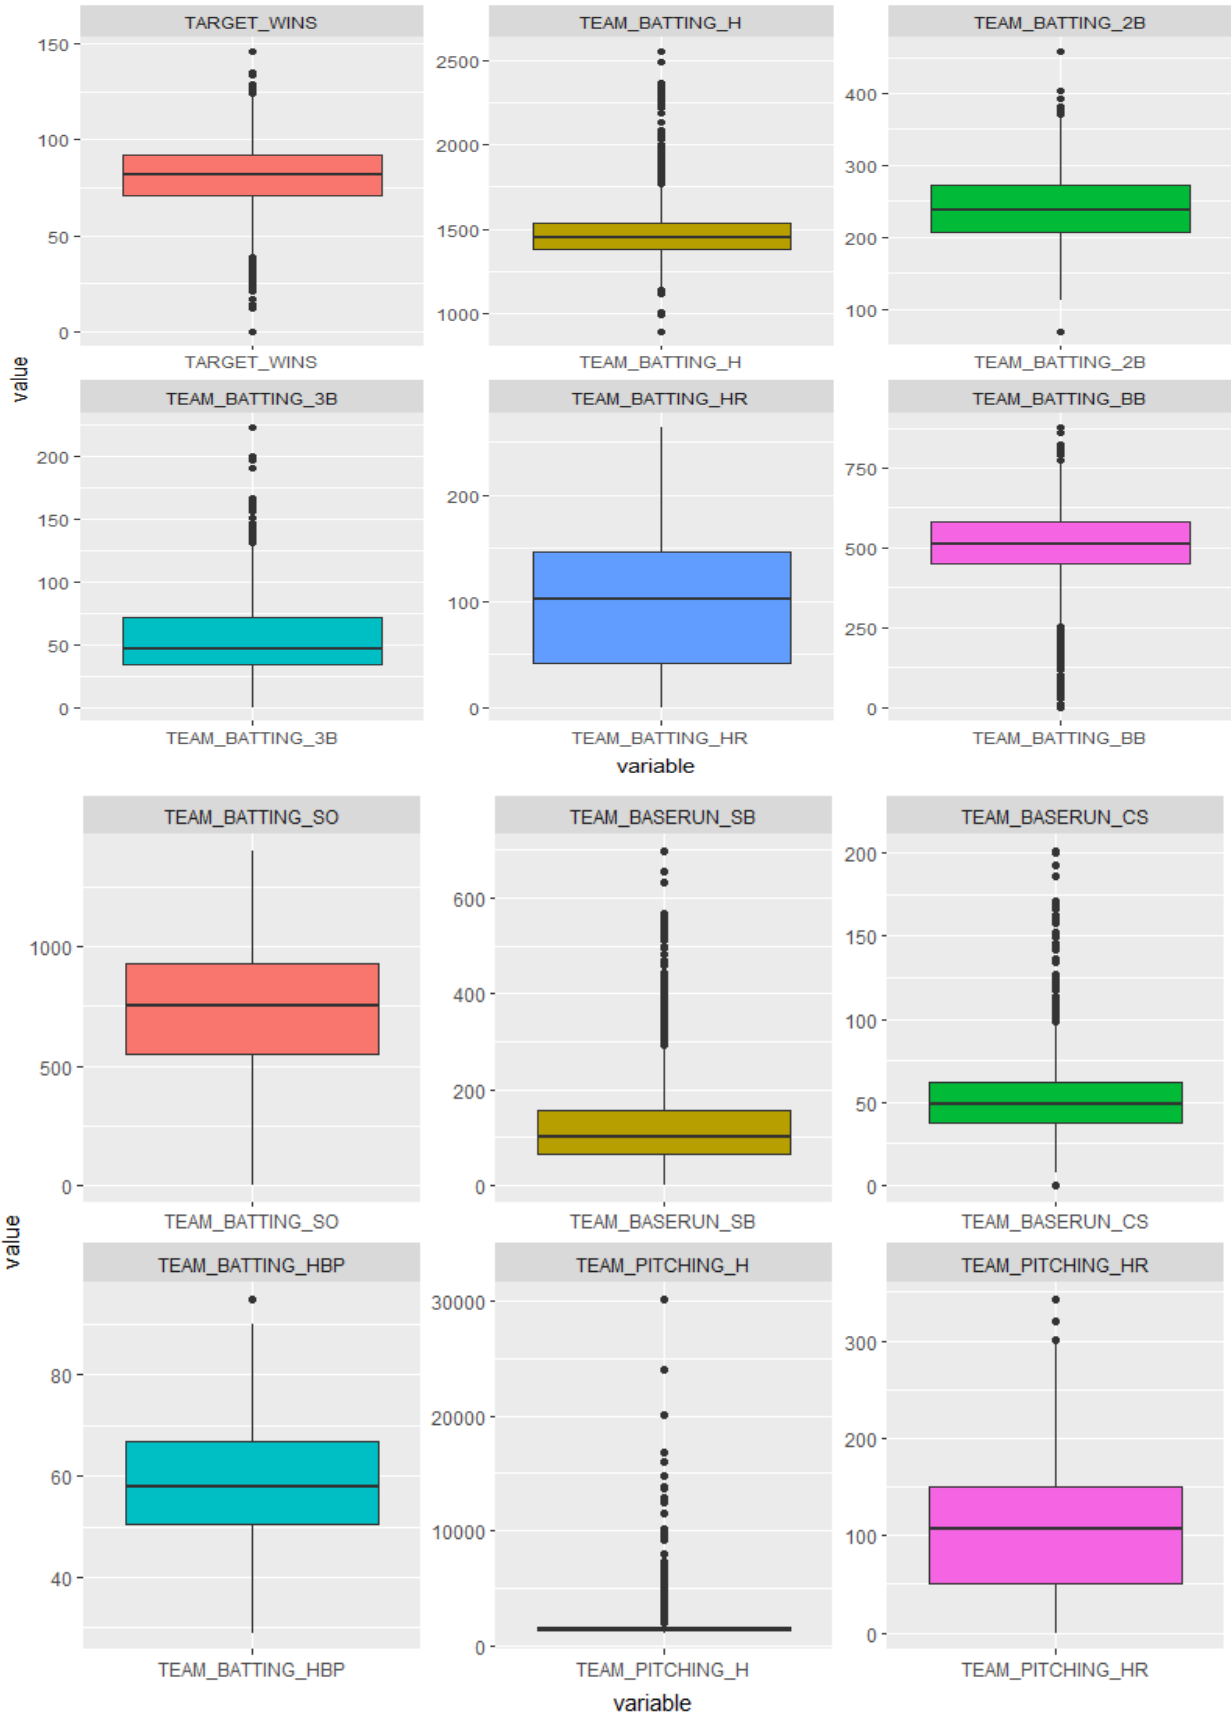 TARGET_WINS
TEAM_BATTING_H
TEAM_BATTING_2B
150
100
50
0
2500
2000
1500
1000
400
300
200
100
TARGET_WINS
TEAM_BATTING_H
TEAM_BATTING_2B
value
TEAM_BATTING_3B
TEAM_BATTING_HR
TEAM_BATTING_BB
200
150
100
50
0
200
100
0
750
500
250
0
TEAM_BATTING_3B
TEAM_BATTING_HR
TEAM_BATTING_BB
variable
TEAM_BATTING_SO
TEAM_BASERUN_SB
TEAM_BASERUN_CS
1000
500
0
600
400
200
0
200
150
100
50
0
TEAM_BATTING_SO
TEAM_BASERUN_SB
TEAM_BASERUN_CS
value
TEAM_BATTING_HBP
TEAM_PITCHING_H
TEAM_PITCHING_HR
80
60
40
30000
20000
10000
0
300
200
100
0
TEAM_BATTING_HBP
TEAM_PITCHING_H
TEAM_PITCHING_HR
variable